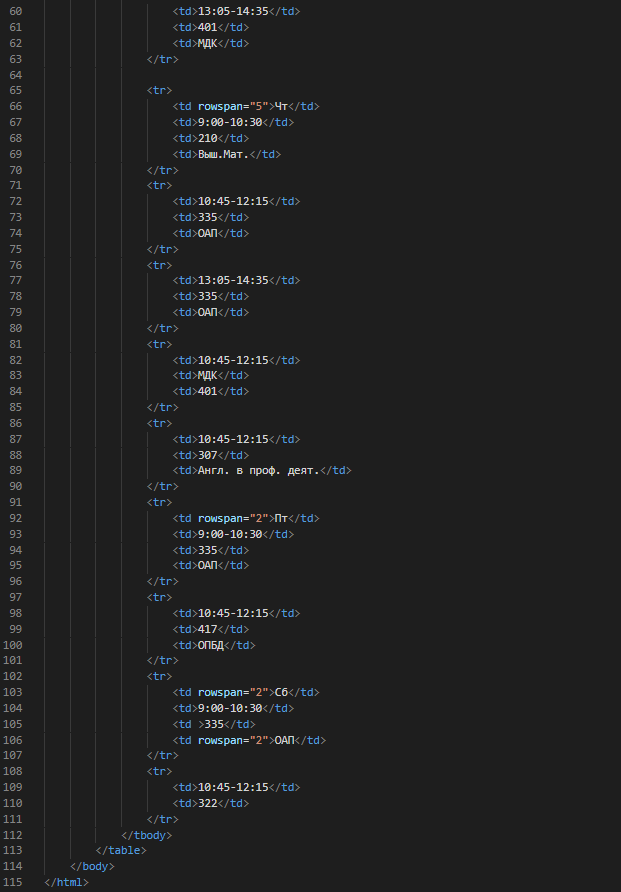 60 <td>13:05-14:35</td>
61 <td>401</td>
62 <td>МДК</td>
63 </tr>
64
65 <tr>
66 <td rowspan="5">Чт</td>
67 <td>9:00-10:30</td>
68 <td>210</td>
69 <td>Выш.Мат.</td>
70 </tr>
71 <tr>
72 <td>10:45-12:15</td>
73 <td>335</td>
74 <td>ОАП</td>
75 </tr>
76 <tr>
77 <td>13:05-14:35</td>
78 <td>335</td>
79 <td>ОАП</td>
80 </tr>
81 <tr>
82 <td>10:45-12:15</td>
83 <td>МДК</td>
84 <td>401</td>
85 </tr>
86 <tr>
87 <td>10:45-12:15</td>
88 <td>307</td>
89 <td>Англ. в проф. деят.</td>
90 </tr>
91 <tr>
92 <td rowspan="2">Пт</td>
93 <td>9:00-10:30</td>
94 <td>335</td>
95 <td>ОАП</td>
96 </tr>
97 <tr>
98 <td>10:45-12:15</td>
99 <td>417</td>
100 <td>ОПБД</td>
101 </tr>
102 <tr>
103 <td rowspan="2">Сб</td>
104 <td>9:00-10:30</td>
105 <td >335</td>
106 <td rowspan="2">ОАП</td>
107 </tr>
108 <tr>
109 <td>10:45-12:15</td>
110 <td>322</td>
111 </tr>
112 </tbody>
113 </table>
114 </body>
115 </html>